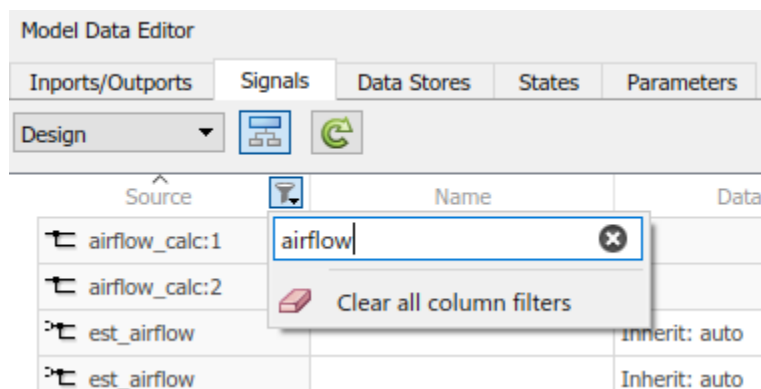 Model Data Editor
Inports/Outports Signals Data Stores States Parameters
Design
Source Name Data
airflow_calc:1 airflow
airflow_calc:2 Clear all column filters
est_airflow Inherit: auto
est_airflow Inherit: auto